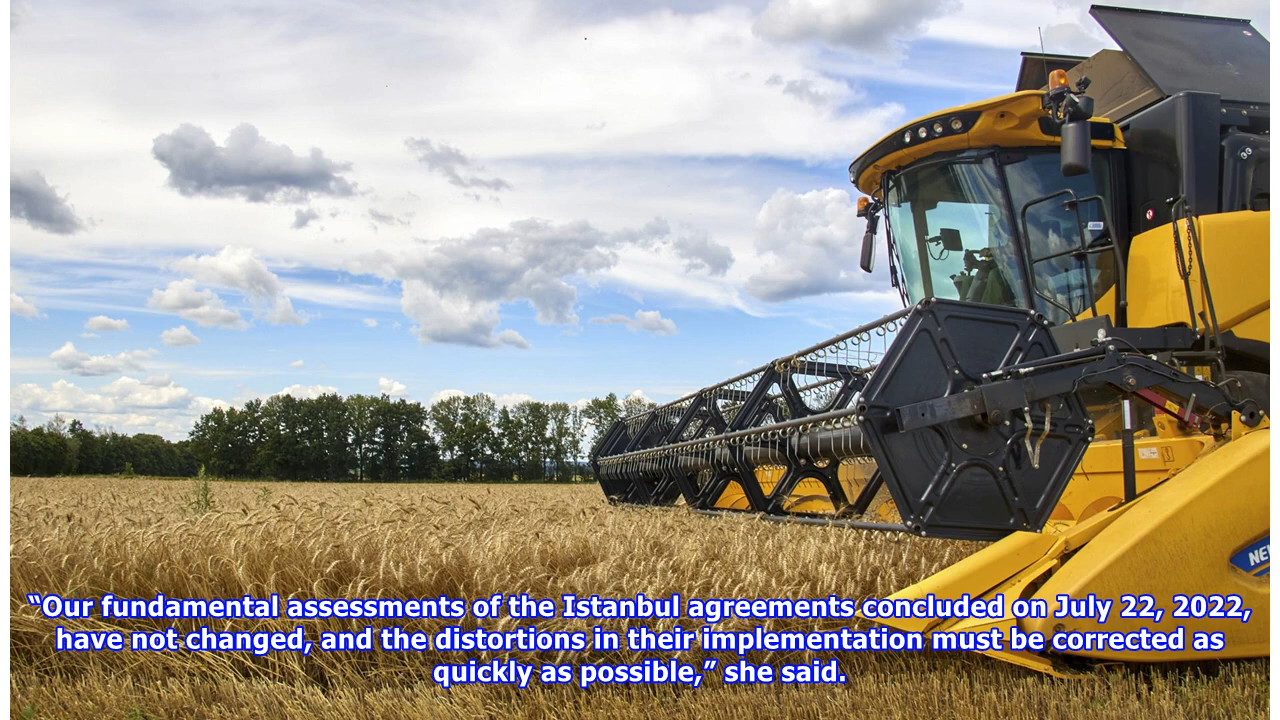 “Our fundamental assessments of the Istanbul agreements concluded on July 22, 2022,
have not changed, and the distortions in their implementation must be corrected as
quickly as possible,” she said.
NE